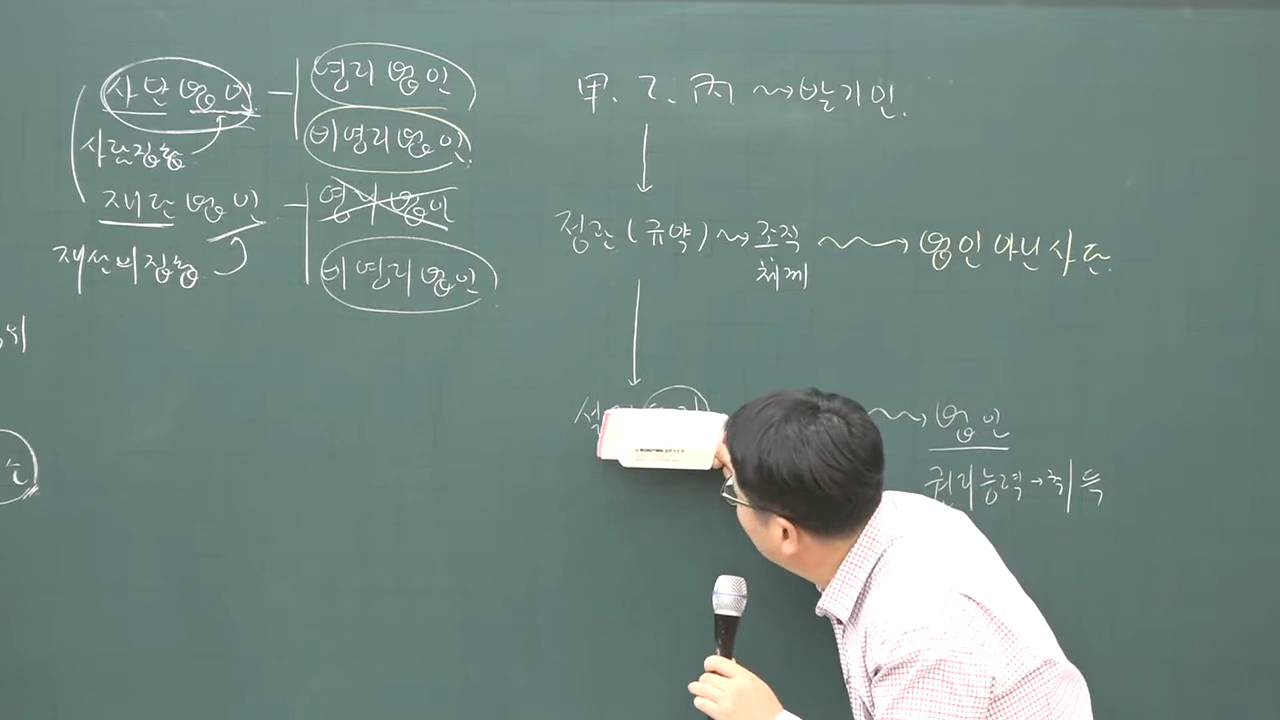 사단법인
영리법인
비영리법인
사람집합
재단법인
영리법인
비영리법인
재산의집합
甲. 乙. 丙 발기인.
정관(규약) 조직
체계
법인 아닌 사단
설
법인
권리능력→취득